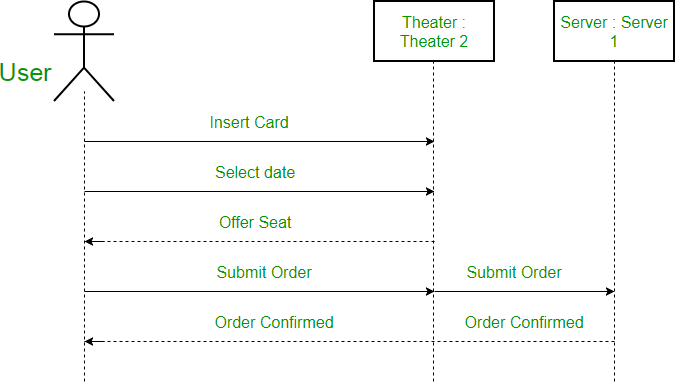 Theater :
Theater 2
Server : Server
1
User
Insert Card
Select date
Offer Seat
Submit Order
Submit Order
Order Confirmed
Order Confirmed